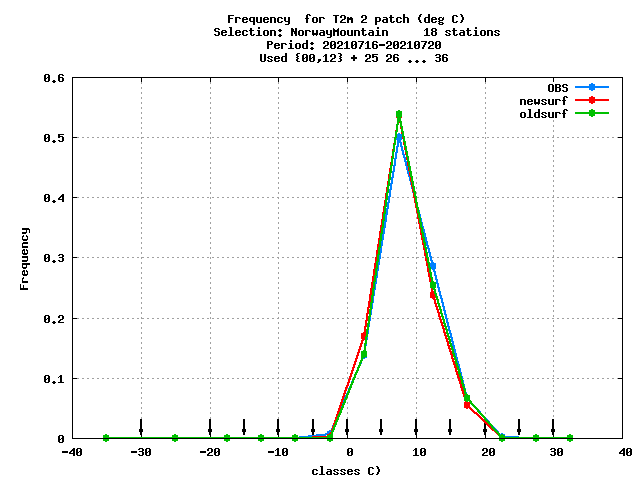 Frequency  for T2m 2 patch (deg C)
Selection: NorwayMountain     18 stations
Period: 20210716-20210720
Used {00,12} + 25 26 ... 36
OBS
newsurf
oldsurf
0.6
0.5
0.4
0.3
0.2
0.1
0
Frequency
-40 -30 -20 -10 0 10 20 30 40
classes C)